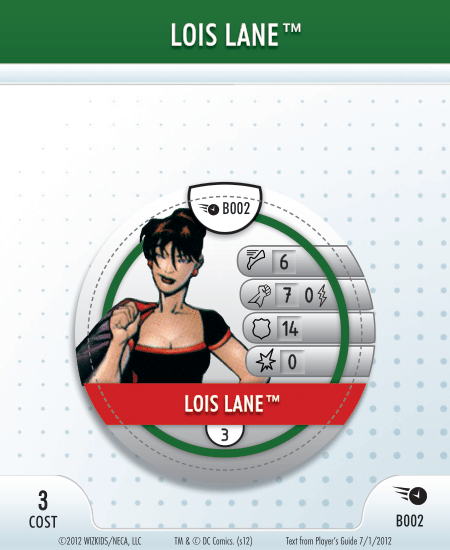 LOIS LANE™
B002
6
7 0
14
0
LOIS LANE™
3
3
COST
B002
©2012 WIZKIDS/NECA, LLC TM & © DC Comics. (s12) Text from Player's Guide 7/1/2012